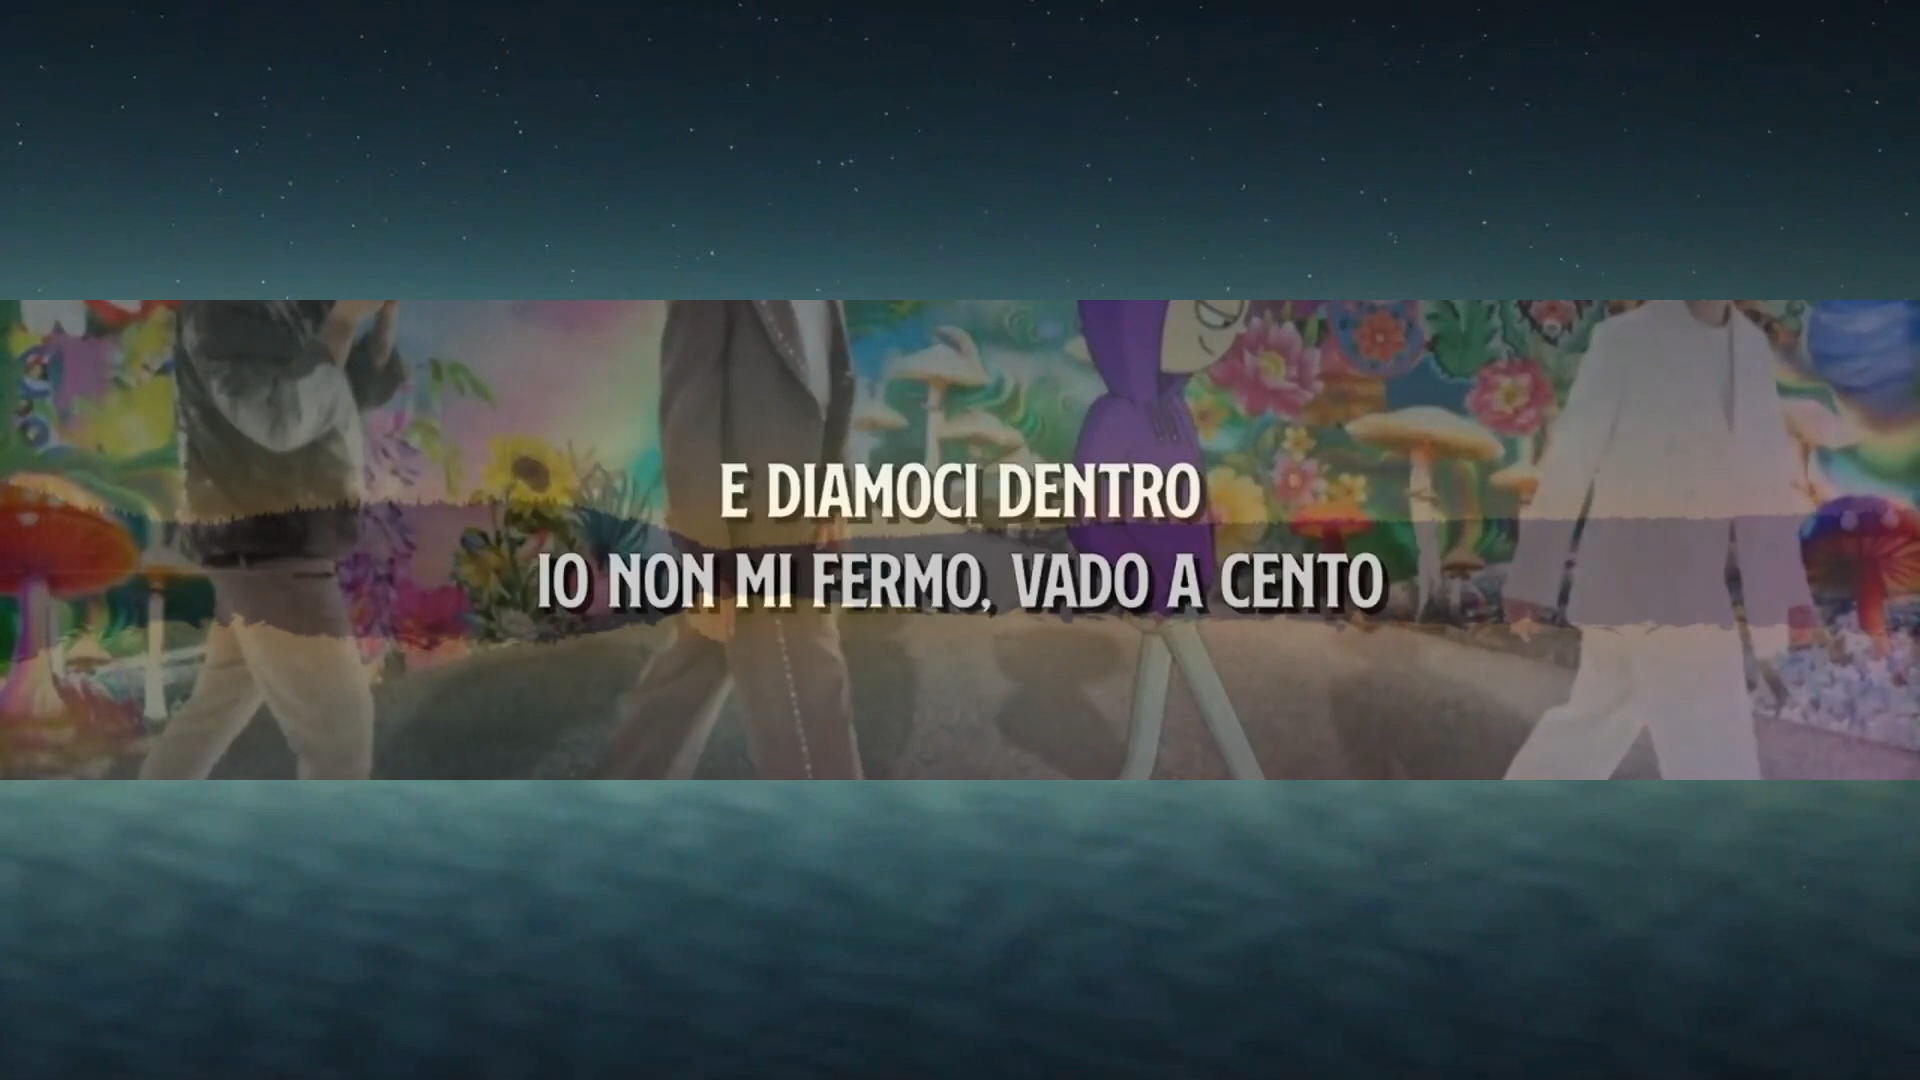 E DIAMOCI DENTRO
IO NON MI FERMO, VADO A CENTO